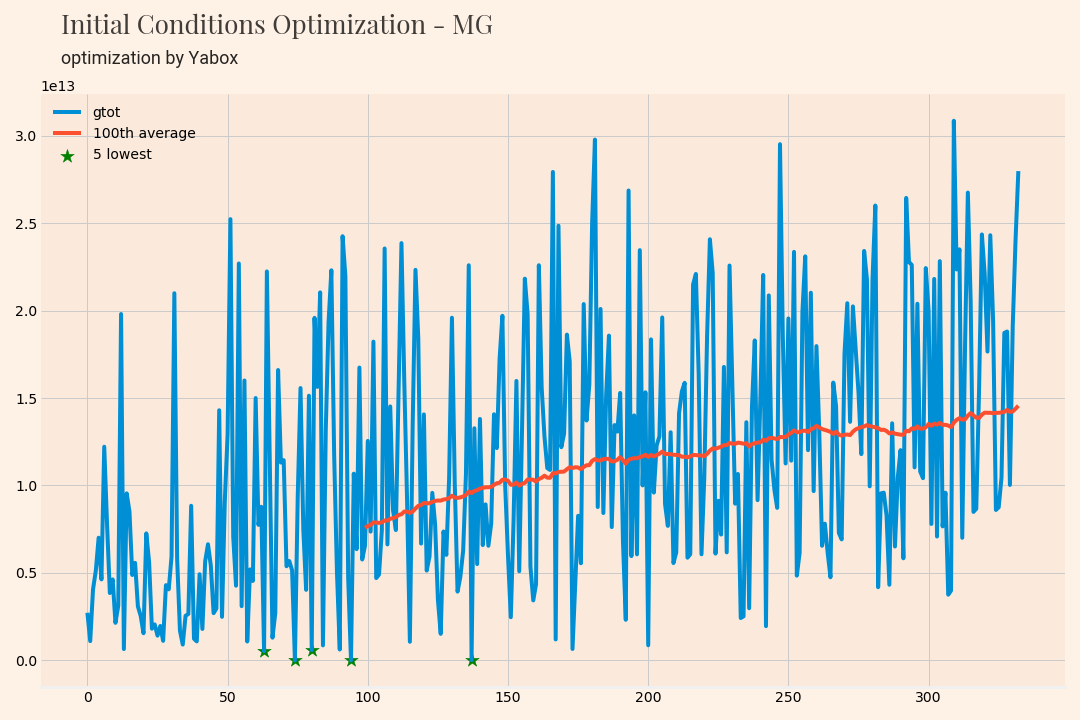 Initial Conditions Optimization - MG
optimization by Yabox
1e13
gtot
100th average
5 lowest
3.0
2.5
2.0
1.5
1.0
0.5
0.0
0 50 100 150 200 250 300